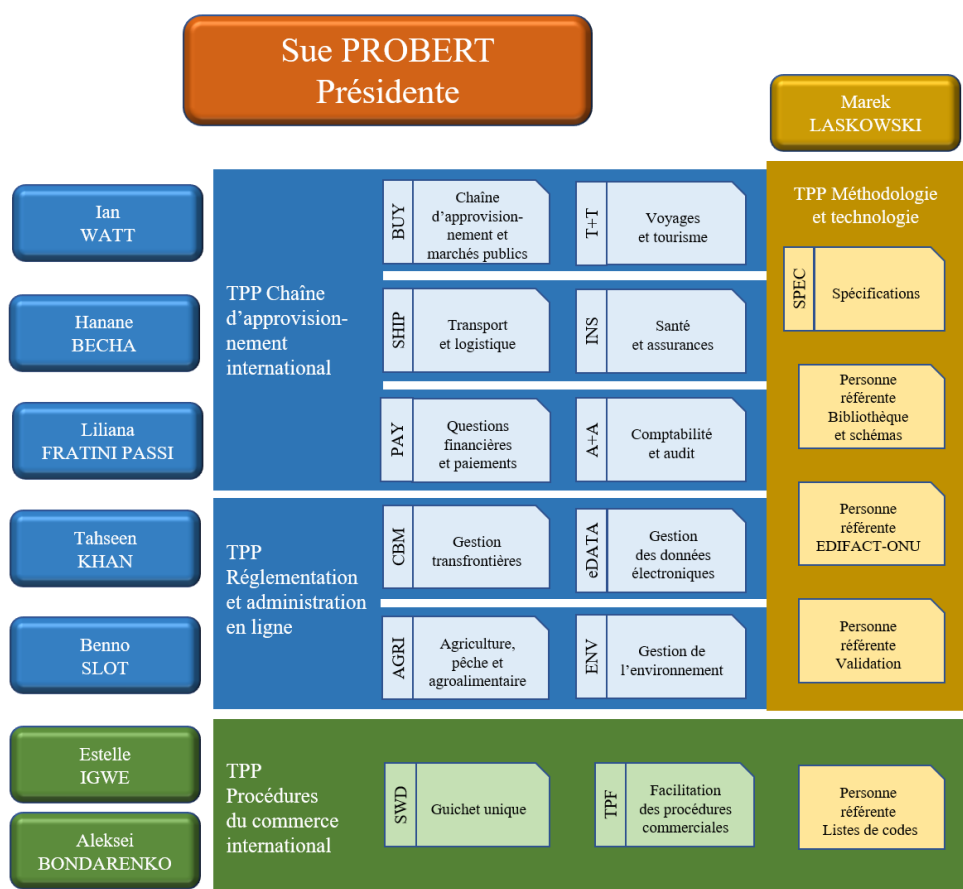 Sue PROBERT
Présidente
Marek
LASKOWSKI
Ian
WATT
Hanane
BECHA
Liliana
FRATINI PASSI
Tahseen
KHAN
Benno
SLOT
Estelle
IGWE
Aleksei
BONDARENKO
TPP Chaîne
d’approvision-
nement
international
BUY
Chaîne
d’approvision-
nement et
marchés publics
T+T
Voyages
et tourisme
SHIP
Transport
et logistique
INS
Santé
et assurances
PAY
Questions
financières
et paiements
A+A
Comptabilité
et audit
TPP
Réglementation
et administration
en ligne
CBM
Gestion
transfrontières
eDATA
Gestion
des données
électroniques
AGRI
Agriculture,
pêche et
agroalimentaire
ENV
Gestion de
l’environnement
TPP Méthodologie
et technologie
SPEC
Spécifications
Personne
référente
Bibliothèque
et schémas
Personne
référente
EDIFACT-ONU
Personne
référente
Validation
TPP
Procédures
du commerce
international
SWD
Guichet unique
TPF
Facilitation
des procédures
commerciales
Personne
référente
Listes de codes